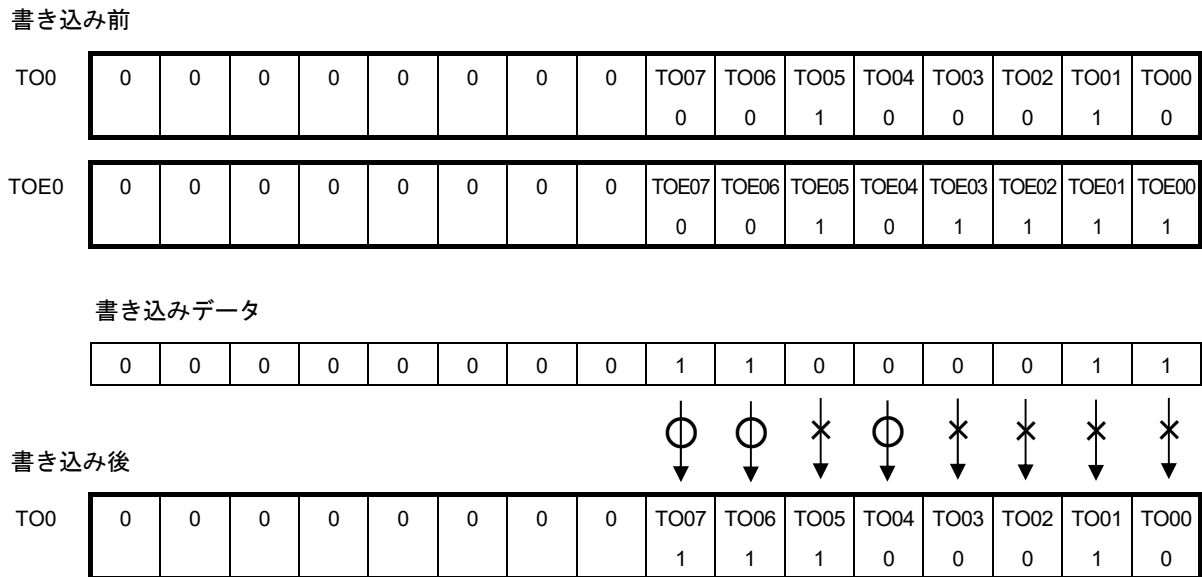 書き込み前
TO0 0 0 0 0 0 0 0 0 TO07 TO06 TO05 TO04 TO03 TO02 TO01 TO00
0 0 1 0 0 0 1 0
TOE0 0 0 0 0 0 0 0 0 TOE07 TOE06 TOE05 TOE04 TOE03 TOE02 TOE01 TOE00
0 0 1 0 1 1 1 1
書き込みデータ
0 0 0 0 0 0 0 0 1 1 0 0 0 0 1 1
書き込み後
TO0 0 0 0 0 0 0 0 0 TO07 TO06 TO05 TO04 TO03 TO02 TO01 TO00
1 1 1 0 0 0 1 0